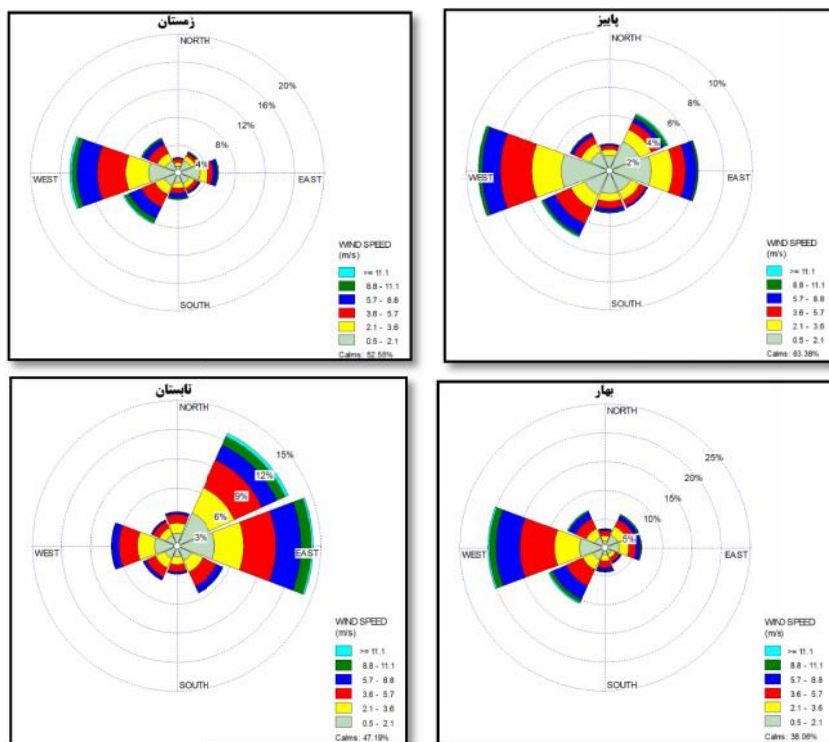 زمستان
NORTH
20%
16%
12%
8%
4%
WEST
EAST
SOUTH
WIND SPEED
(m/s)
>= 11.1
8.8 - 11.1
5.7 - 8.8
3.6 - 5.7
2.1 - 3.6
0.5 - 2.1
Calms: 52.58%
پاییز
NORTH
10%
8%
6%
4%
2%
WEST
EAST
SOUTH
WIND SPEED
(m/s)
>= 11.1
8.8 - 11.1
5.7 - 8.8
3.6 - 5.7
2.1 - 3.6
0.5 - 2.1
Calms: 63.38%
تابستان
NORTH
15%
12%
9%
6%
3%
WEST
EAST
SOUTH
WIND SPEED
(m/s)
>= 11.1
8.8 - 11.1
5.7 - 8.8
3.6 - 5.7
2.1 - 3.6
0.5 - 2.1
Calms: 47.19%
بهار
NORTH
25%
20%
15%
10%
5%
WEST
EAST
SOUTH
WIND SPEED
(m/s)
>= 11.1
8.8 - 11.1
5.7 - 8.8
3.6 - 5.7
2.1 - 3.6
0.5 - 2.1
Calms: 38.06%